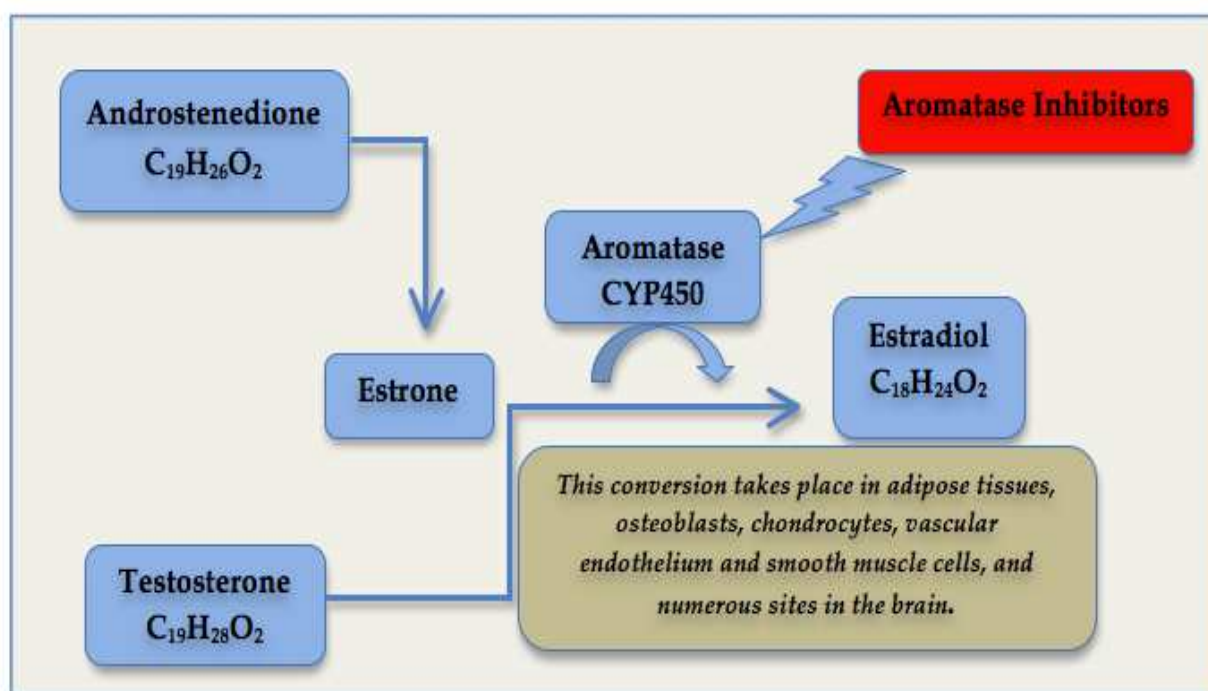 Androstenedione
C₁₉H₂₆O₂
Aromatase Inhibitors
Aromatase
CYP450
Estradiol
C₁₈H₂₄O₂
Estrone
This conversion takes place in adipose tissues,
osteoblasts, chondrocytes, vascular
endothelium and smooth muscle cells, and
numerous sites in the brain.
Testosterone
C₁₉H₂₈O₂